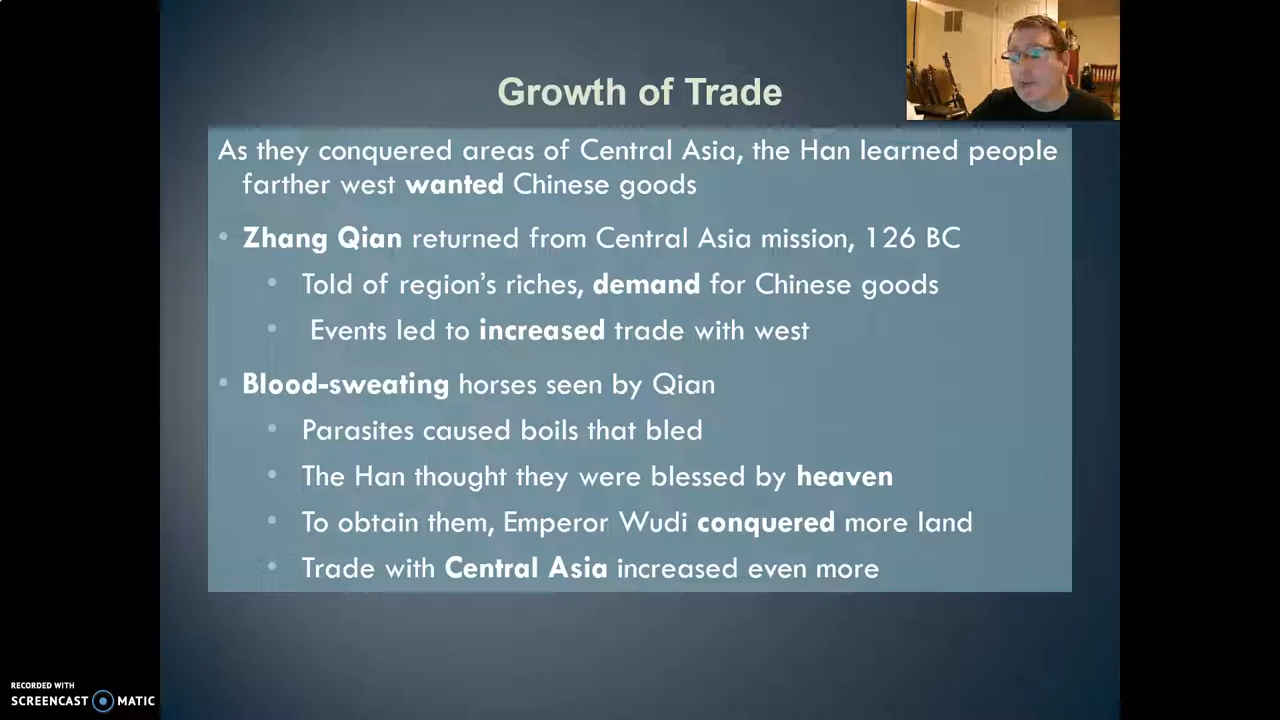 Growth of Trade
As they conquered areas of Central Asia, the Han learned people
farther west wanted Chinese goods
• Zhang Qian returned from Central Asia mission, 126 BC
• Told of region's riches, demand for Chinese goods
• Events led to increased trade with west
• Blood-sweating horses seen by Qian
• Parasites caused boils that bled
• The Han thought they were blessed by heaven
• To obtain them, Emperor Wudi conquered more land
• Trade with Central Asia increased even more
RECORDED WITH
SCREENCAST MATIC